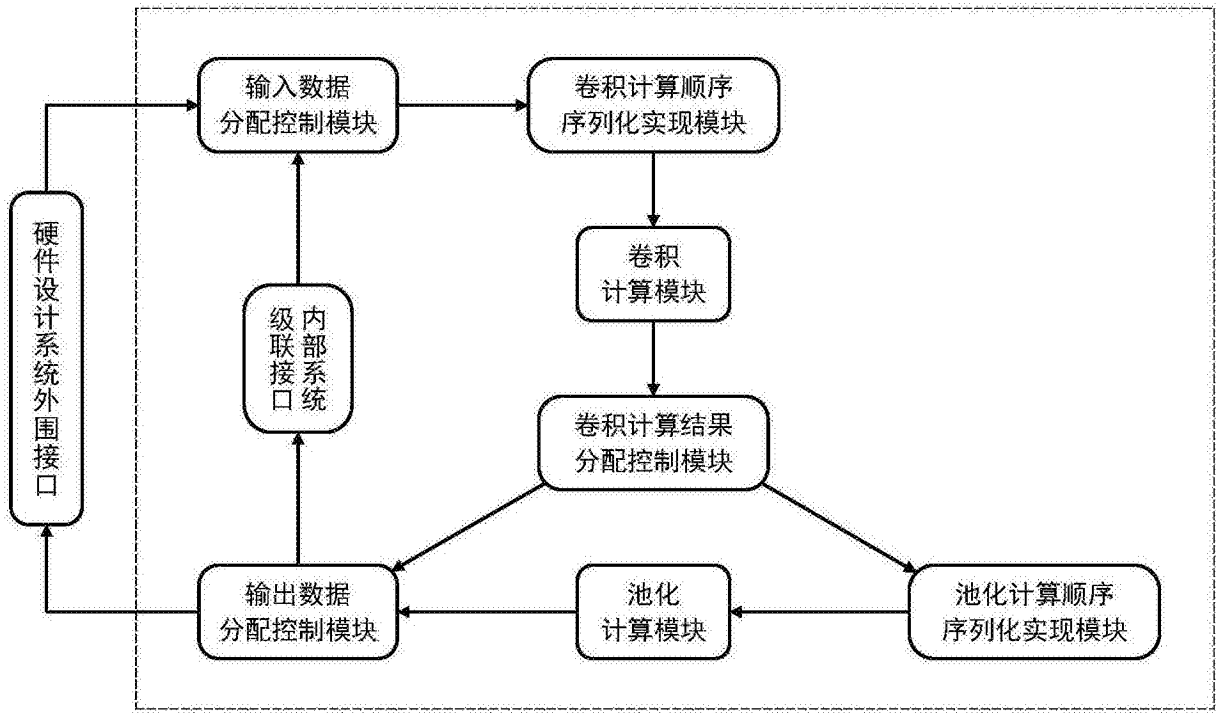 输入数据
分配控制模块
卷积计算顺序
序列化实现模块
硬件设计系统外围接口
卷积
计算模块
内部系统
级联接口
卷积计算结果
分配控制模块
输出数据
分配控制模块
池化
计算模块
池化计算顺序
序列化实现模块